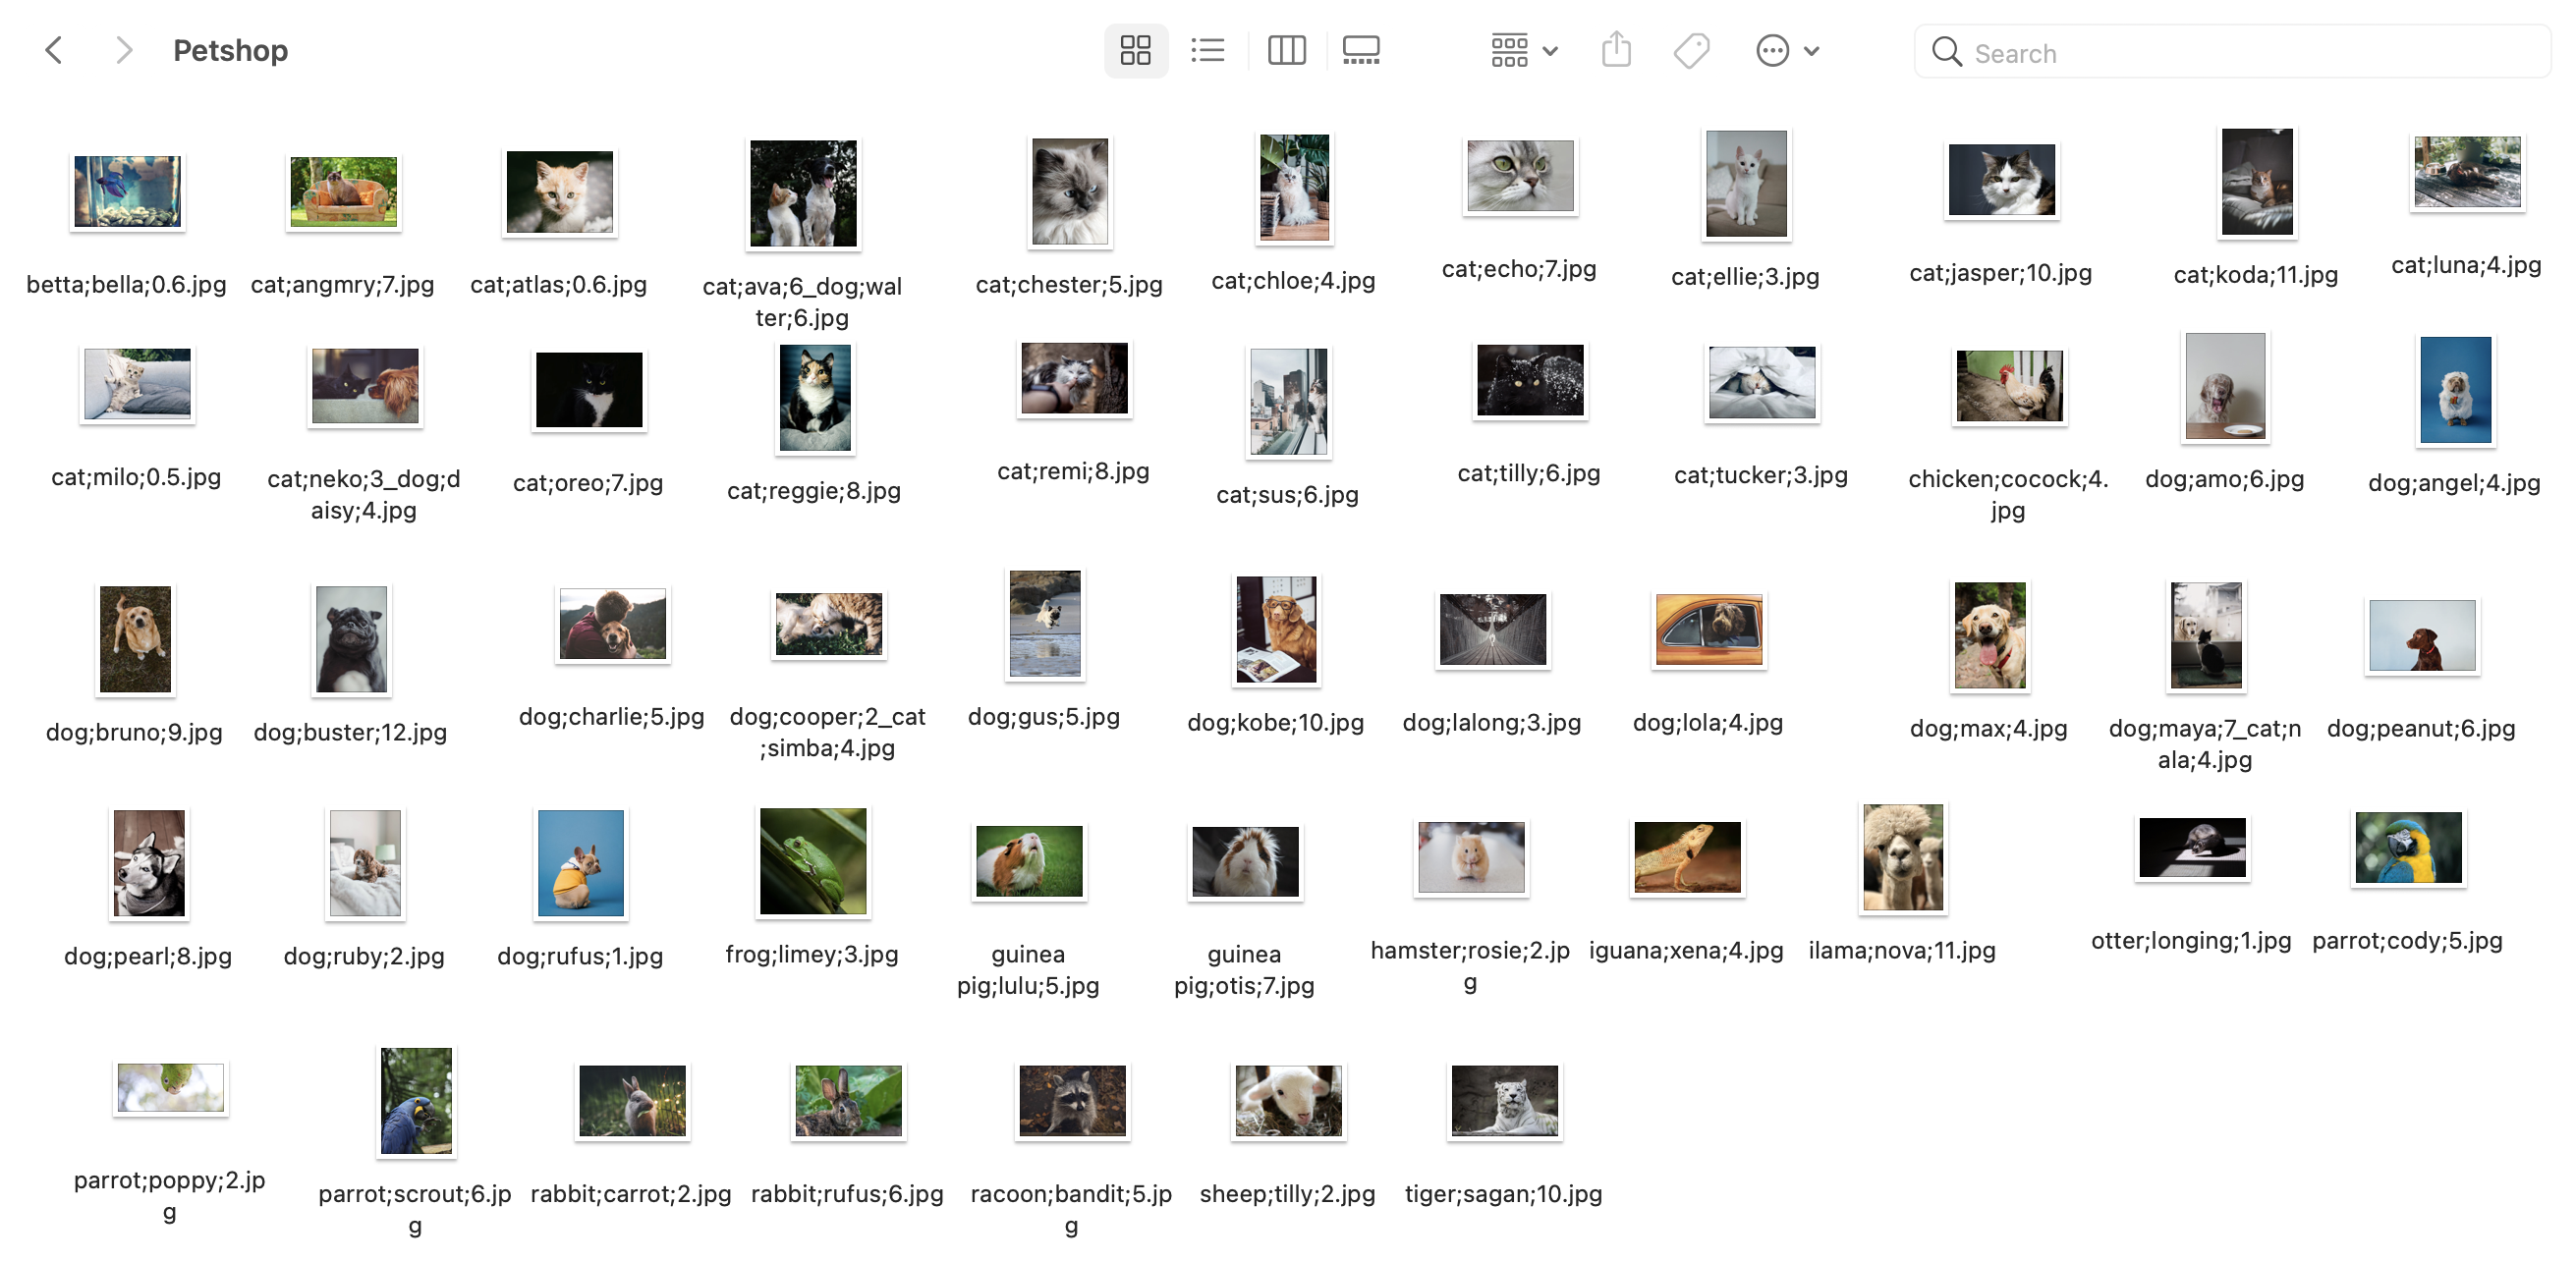 Petshop
Search
betta;bella;0.6.jpg
cat;angmry;7.jpg
cat;atlas;0.6.jpg
cat;ava;6_dog;wal
ter;6.jpg
cat;chester;5.jpg
cat;chloe;4.jpg
cat;echo;7.jpg
cat;ellie;3.jpg
cat;jasper;10.jpg
cat;koda;11.jpg
cat;luna;4.jpg
cat;milo;0.5.jpg
cat;neko;3_dog;d
aisy;4.jpg
cat;oreo;7.jpg
cat;reggie;8.jpg
cat;remi;8.jpg
cat;sus;6.jpg
cat;tilly;6.jpg
cat;tucker;3.jpg
chicken;cocock;4.
jpg
dog;amo;6.jpg
dog;angel;4.jpg
dog;bruno;9.jpg
dog;buster;12.jpg
dog;charlie;5.jpg
dog;cooper;2_cat
;simba;4.jpg
dog;gus;5.jpg
dog;kobe;10.jpg
dog;lalong;3.jpg
dog;lola;4.jpg
dog;max;4.jpg
dog;maya;7_cat;n
ala;4.jpg
dog;peanut;6.jpg
dog;pearl;8.jpg
dog;ruby;2.jpg
dog;rufus;1.jpg
frog;limey;3.jpg
guinea
pig;lulu;5.jpg
guinea
pig;otis;7.jpg
hamster;rosie;2.jp
g
iguana;xena;4.jpg
ilama;nova;11.jpg
otter;longing;1.jpg
parrot;cody;5.jpg
parrot;poppy;2.jp
g
parrot;scrout;6.jp
g
rabbit;carrot;2.jpg
rabbit;rufus;6.jpg
racoon;bandit;5.jp
g
sheep;tilly;2.jpg
tiger;sagan;10.jpg